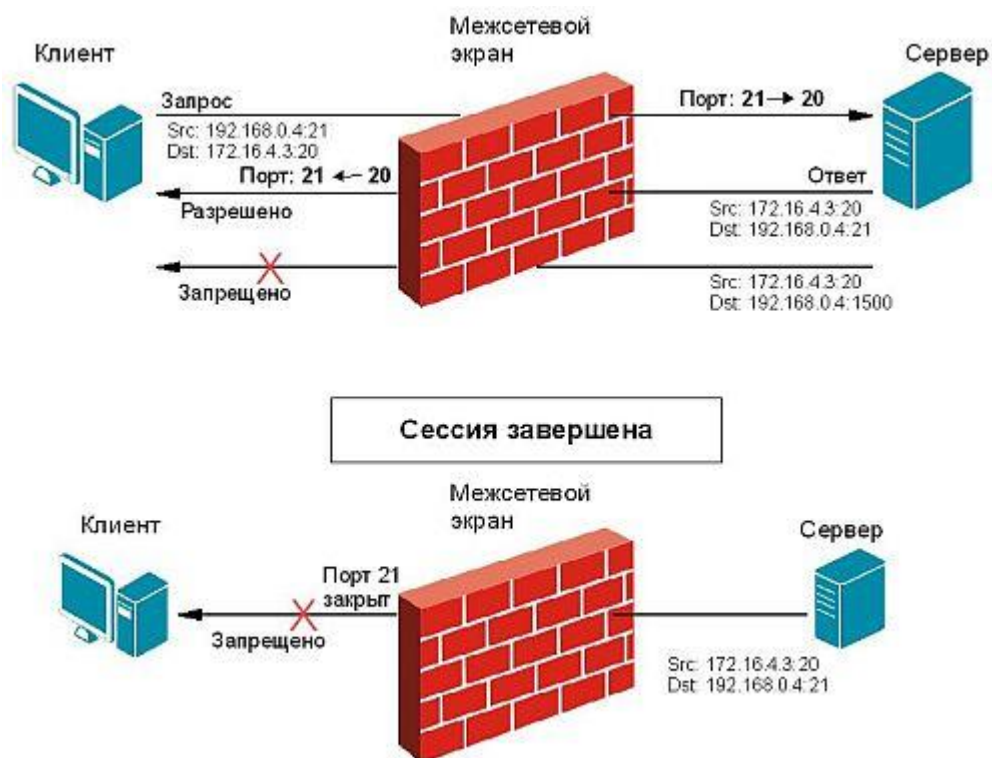 Клиент
Межсетевой
экран
Сервер
Запрос
Src: 192.168.0.4:21
Dst: 172.16.4.3:20
Порт: 21 → 20
Порт: 21 ← 20
Разрешено
Ответ
Src: 172.16.4.3:20
Dst: 192.168.0.4:21
Запрещено
Src: 172.16.4.3:20
Dst: 192.168.0.4:1500
Сессия завершена
Клиент
Межсетевой
экран
Сервер
Порт 21
закрыт
Запрещено
Src: 172.16.4.3:20
Dst: 192.168.0.4:21